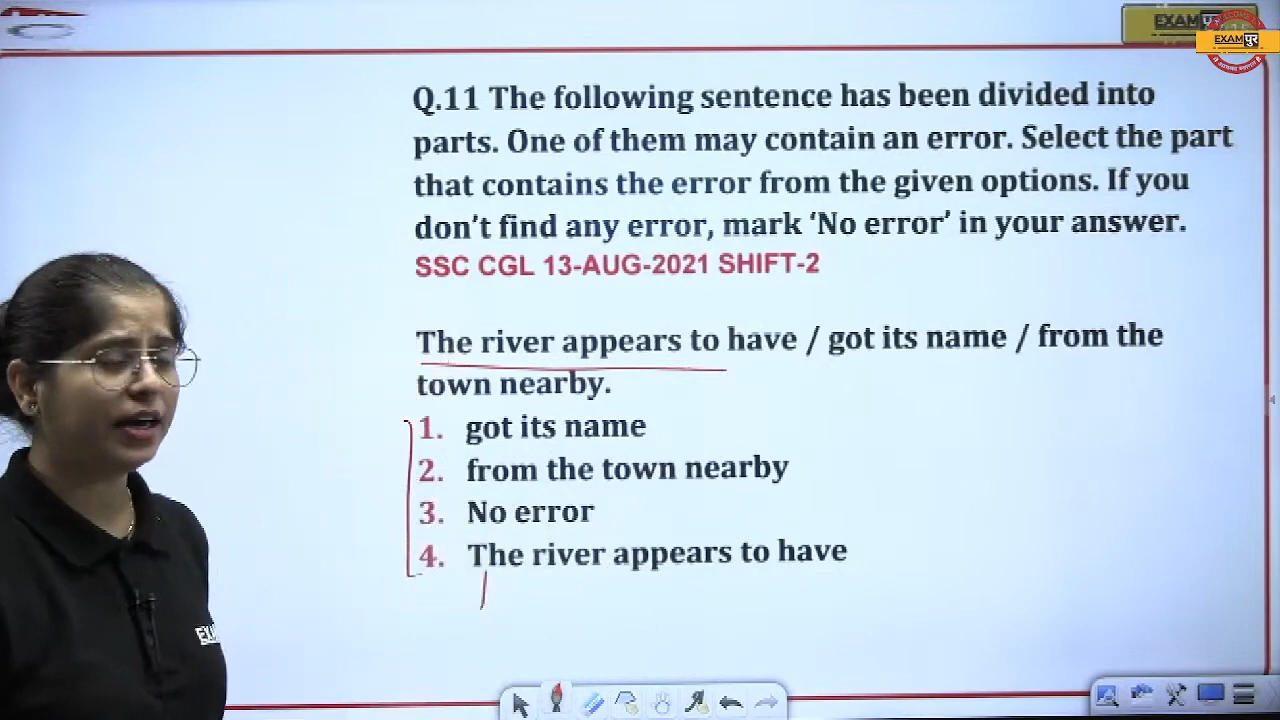 EXAMपुर
EXAMपुर
Q.11 The following sentence has been divided into
parts. One of them may contain an error. Select the part
that contains the error from the given options. If you
don't find any error, mark ‘No error’ in your answer.
SSC CGL 13-AUG-2021 SHIFT-2
The river appears to have / got its name / from the
town nearby.
1. got its name
2. from the town nearby
3. No error
4. The river appears to have